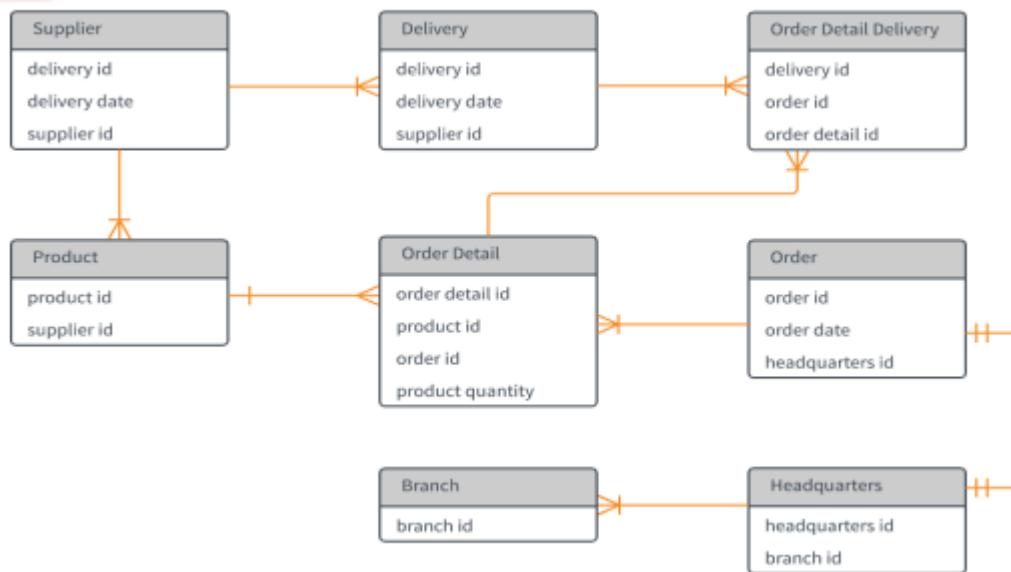 Supplier
delivery id
delivery date
supplier id
Delivery
delivery id
delivery date
supplier id
Order Detail Delivery
delivery id
order id
order detail id
Product
product id
supplier id
Order Detail
order detail id
product id
order id
product quantity
Order
order id
order date
headquarters id
Branch
branch id
Headquarters
headquarters id
branch id